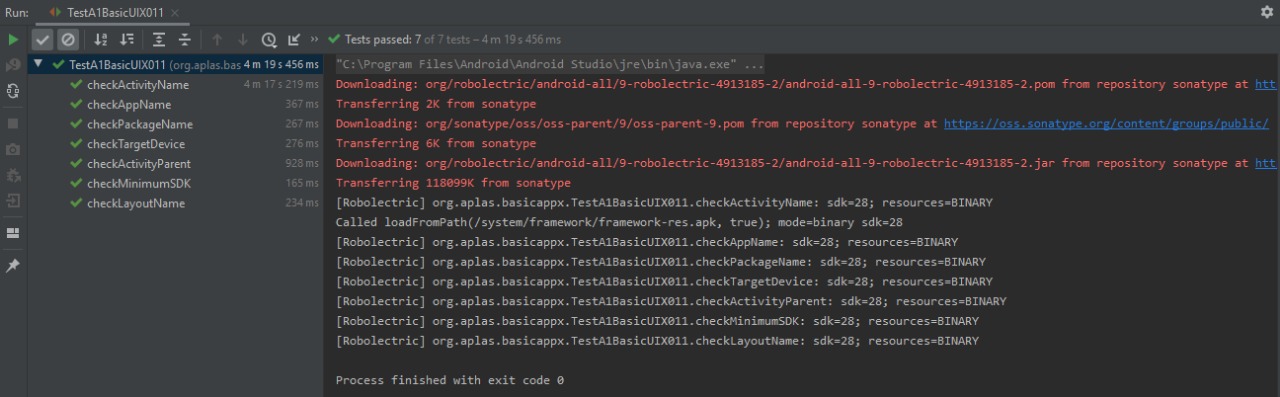 Run: TestA1BasicUIX011
Tests passed: 7 of 7 tests – 4 m 19 s 456 ms
TestA1BasicUIX011 (org.aplas.bas 4 m 19 s 456 ms
checkActivityName 4 m 17 s 219 ms
checkAppName 367 ms
checkPackageName 267 ms
checkTargetDevice 276 ms
checkActivityParent 928 ms
checkMinimumSDK 165 ms
checkLayoutName 234 ms
"C:\Program Files\Android\Android Studio\jre\bin\java.exe" ...
Downloading: org/robolectric/android-all/9-robolectric-4913185-2/android-all-9-robolectric-4913185-2.pom from repository sonatype at htt
Transferring 2K from sonatype
Downloading: org/sonatype/oss/oss-parent/9/oss-parent-9.pom from repository sonatype at https://oss.sonatype.org/content/groups/public/
Transferring 6K from sonatype
Downloading: org/robolectric/android-all/9-robolectric-4913185-2/android-all-9-robolectric-4913185-2.jar from repository sonatype at htt
Transferring 118099K from sonatype
[Robolectric] org.aplas.basicappx.TestA1BasicUIX011.checkActivityName: sdk=28; resources=BINARY
Called loadFromPath(/system/framework/framework-res.apk, true); mode=binary sdk=28
[Robolectric] org.aplas.basicappx.TestA1BasicUIX011.checkAppName: sdk=28; resources=BINARY
[Robolectric] org.aplas.basicappx.TestA1BasicUIX011.checkPackageName: sdk=28; resources=BINARY
[Robolectric] org.aplas.basicappx.TestA1BasicUIX011.checkTargetDevice: sdk=28; resources=BINARY
[Robolectric] org.aplas.basicappx.TestA1BasicUIX011.checkActivityParent: sdk=28; resources=BINARY
[Robolectric] org.aplas.basicappx.TestA1BasicUIX011.checkMinimumSDK: sdk=28; resources=BINARY
[Robolectric] org.aplas.basicappx.TestA1BasicUIX011.checkLayoutName: sdk=28; resources=BINARY
Process finished with exit code 0